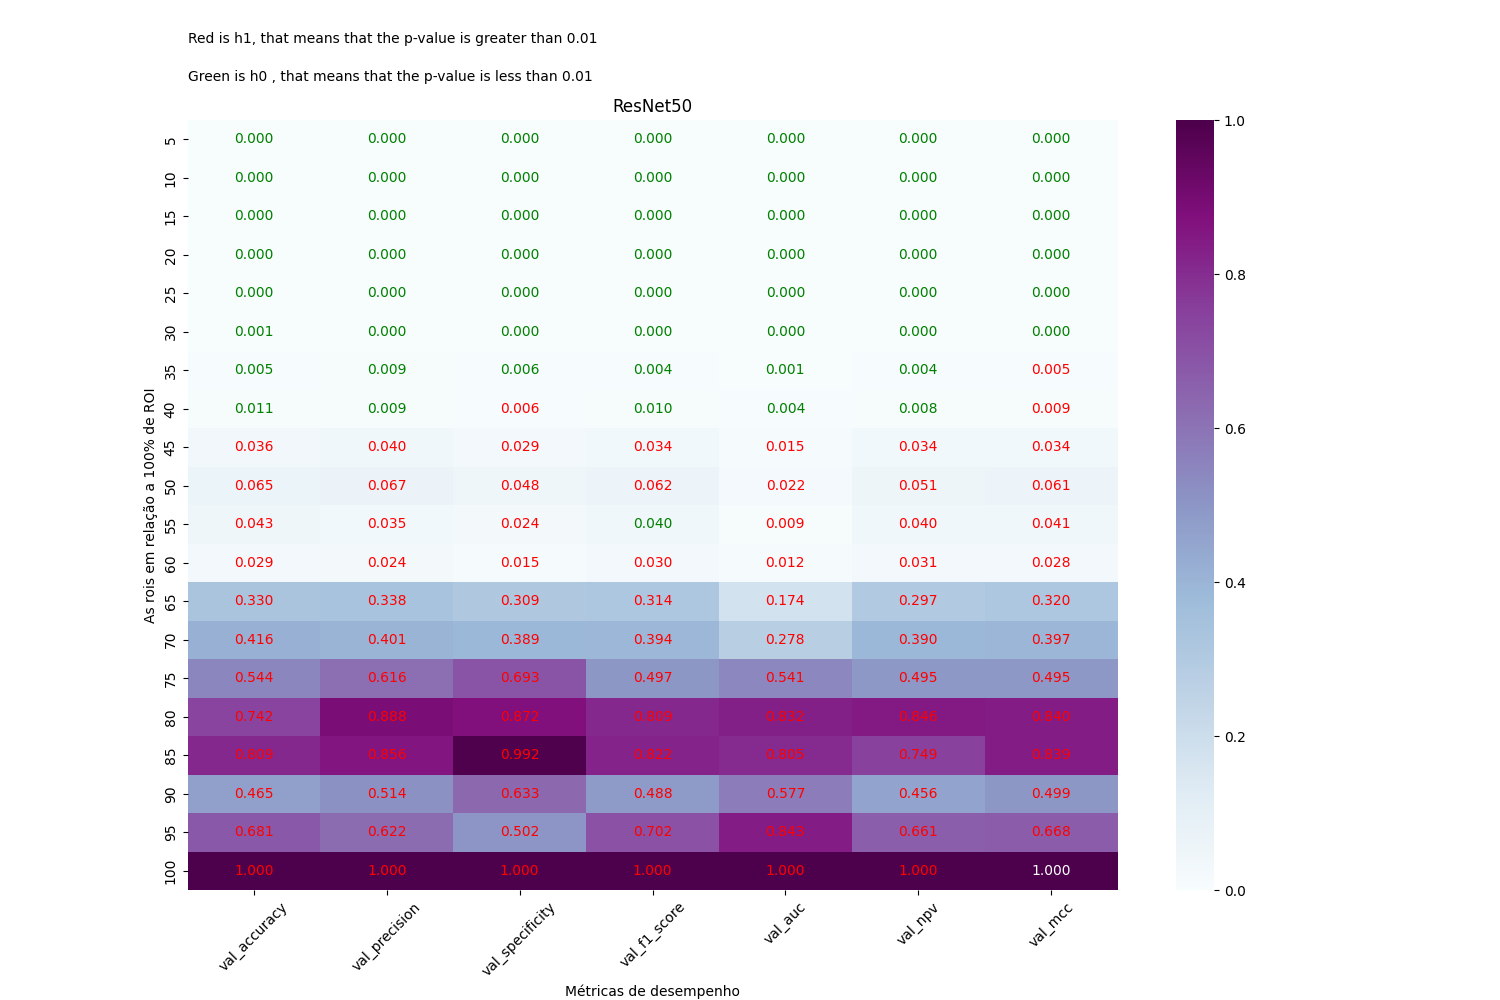 Red is h1, that means that the p-value is greater than 0.01
Green is h0 , that means that the p-value is less than 0.01
ResNet50
As rois em relação a 100% de ROI
5 0.000 0.000 0.000 0.000 0.000 0.000 0.000
10 0.000 0.000 0.000 0.000 0.000 0.000 0.000
15 0.000 0.000 0.000 0.000 0.000 0.000 0.000
20 0.000 0.000 0.000 0.000 0.000 0.000 0.000
25 0.000 0.000 0.000 0.000 0.000 0.000 0.000
30 0.001 0.000 0.000 0.000 0.000 0.000 0.000
35 0.005 0.009 0.006 0.004 0.001 0.004 0.005
40 0.011 0.009 0.006 0.010 0.004 0.008 0.009
45 0.036 0.040 0.029 0.034 0.015 0.034 0.034
50 0.065 0.067 0.048 0.062 0.022 0.051 0.061
55 0.043 0.035 0.024 0.040 0.009 0.040 0.041
60 0.029 0.024 0.015 0.030 0.012 0.031 0.028
65 0.330 0.338 0.309 0.314 0.174 0.297 0.320
70 0.416 0.401 0.389 0.394 0.278 0.390 0.397
75 0.544 0.616 0.693 0.497 0.541 0.495 0.495
80 0.742 0.888 0.872
85 0.856 0.992 0.822 0.749
90 0.465 0.514 0.633 0.488 0.577 0.456 0.499
95 0.681 0.622 0.502 0.702 0.661 0.668
100 1.000 1.000 1.000 1.000 1.000 1.000 1.000
val_accuracy val_precision val_specificity val_f1_score val_auc val_npv val_mcc
Métricas de desempenho
1.0
0.8
0.6
0.4
0.2
0.0